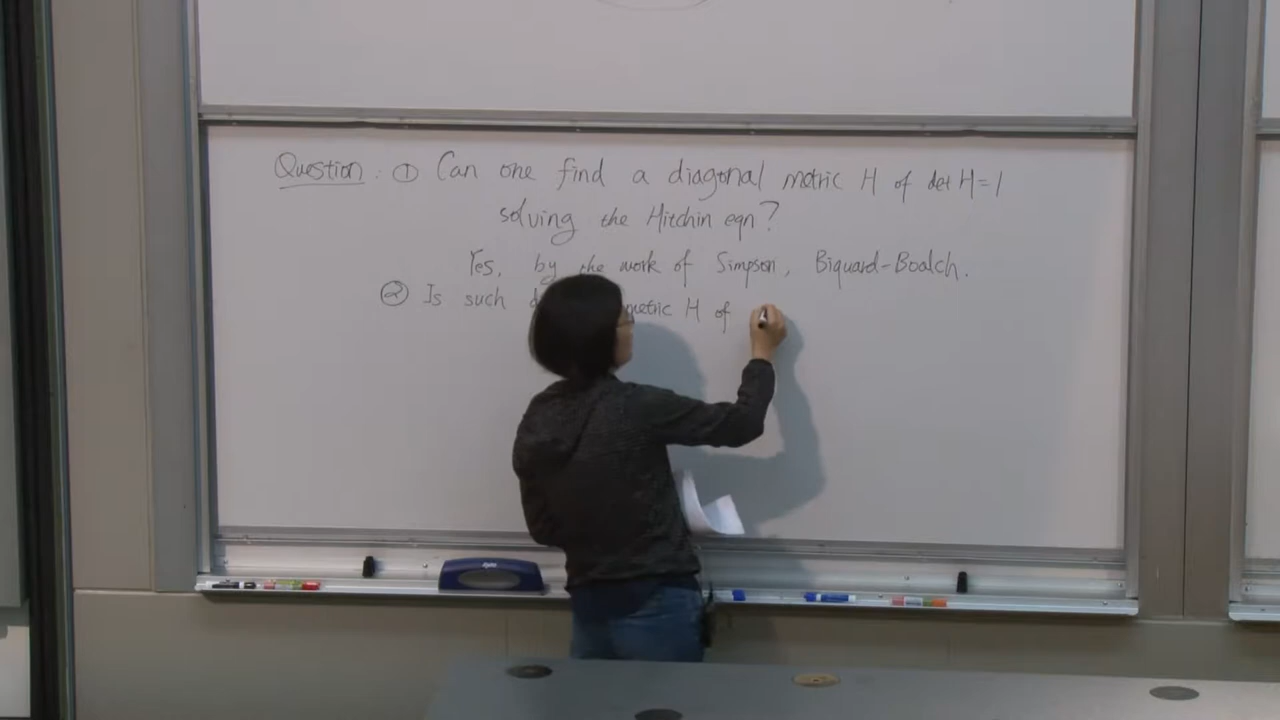 Question: ① Can one find a diagonal metric H of det H=1
solving the Hitchin eqn?
Yes, by the work of Simpson, Biquard-Boalch.
② Is such metric H of